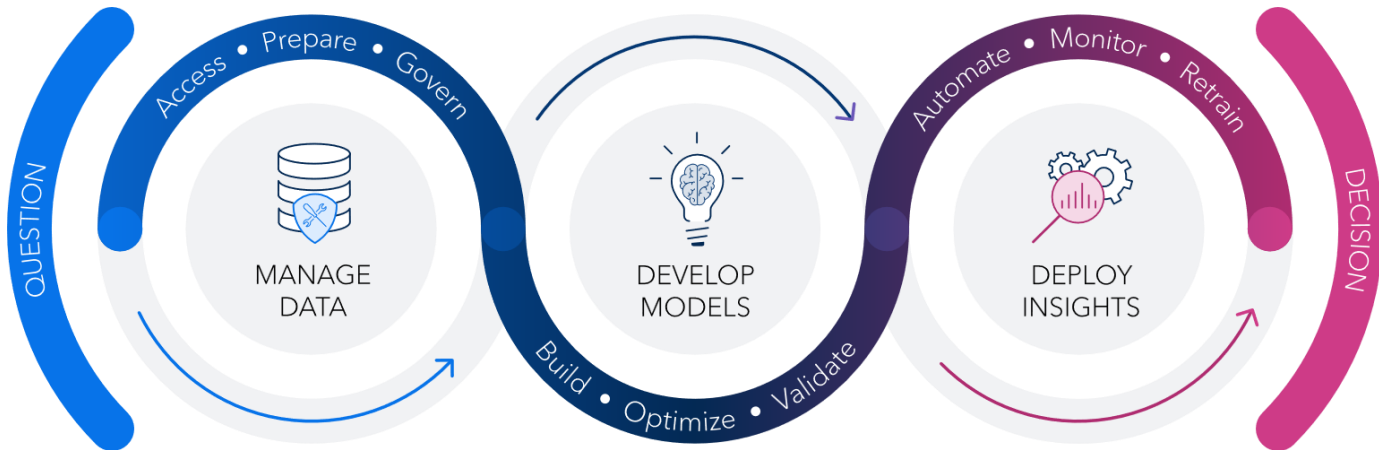 QUESTION
Access • Prepare • Govern
MANAGE
DATA
Build • Optimize • Validate
DEVELOP
MODELS
Automate • Monitor • Retrain
DEPLOY
INSIGHTS
DECISION